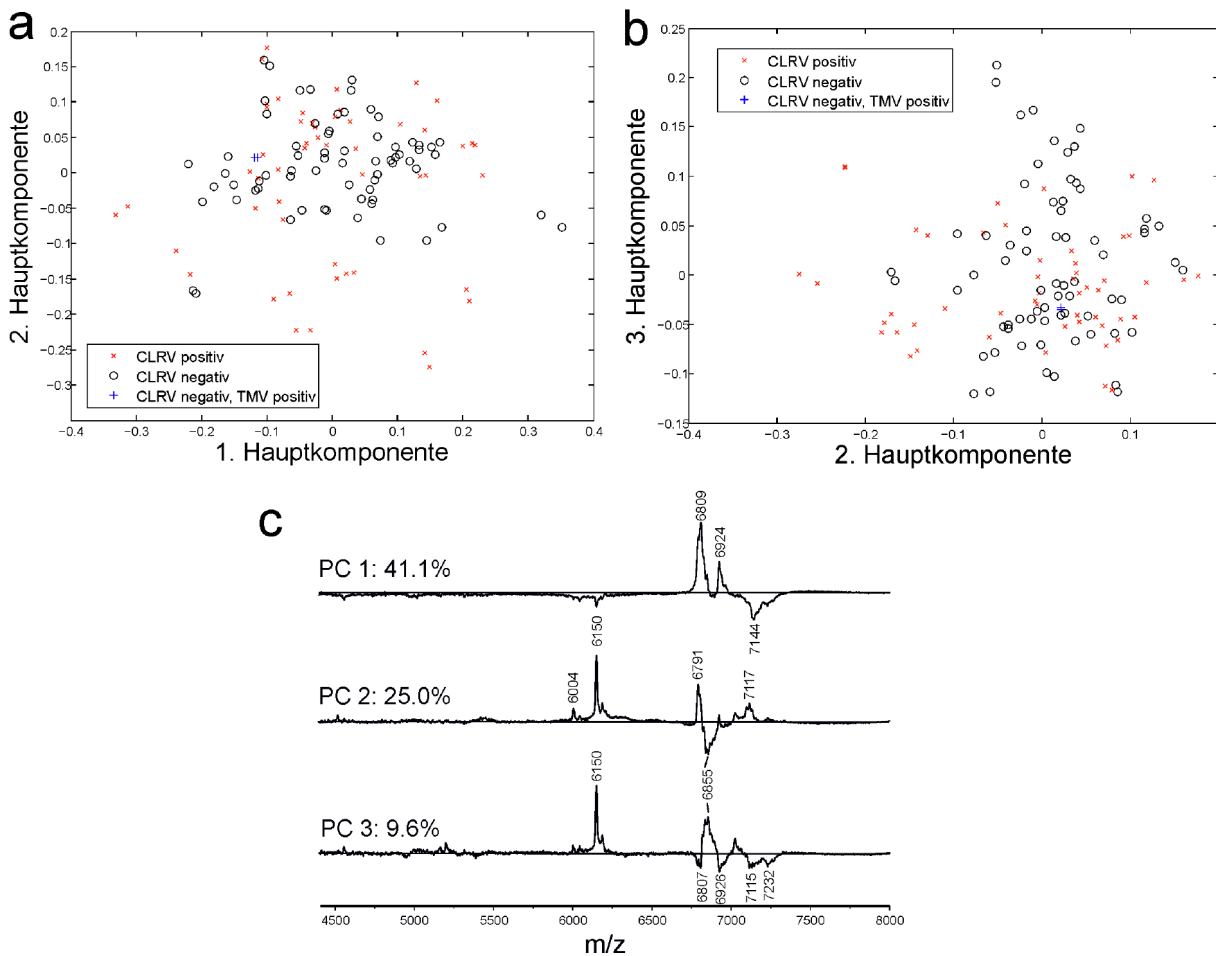 a
0.2
0.15
0.1
0.05
0
−0.05
−0.1
−0.15
−0.2
−0.25
−0.3
2. Hauptkomponente
CLRV positiv
CLRV negativ
CLRV negativ, TMV positiv
−0.4 −0.3 −0.2 −0.1 0 0.1 0.2 0.3 0.4
1. Hauptkomponente
b
0.25
0.2
0.15
0.1
0.05
0
−0.05
−0.1
0.15
3. Hauptkomponente
CLRV positiv
CLRV negativ
CLRV negativ, TMV positiv
−0.4 −0.3 −0.2 −0.1 0 0.1
2. Hauptkomponente
c
PC 1: 41.1%
6809
6924
7144
PC 2: 25.0%
6004
6150
6791
7117
6855
PC 3: 9.6%
6150
6807
6926
7115
7232
4500 5000 5500 6000 6500 7000 7500 8000
m/z